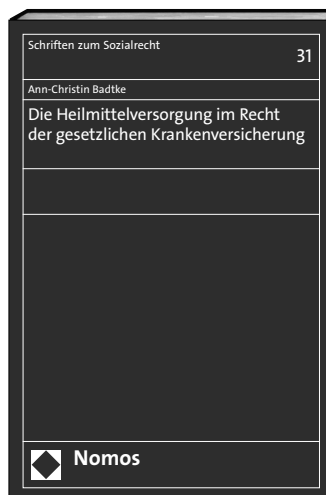 Schriften zum Sozialrecht
31
Ann-Christin Badtke
Die Heilmittelversorgung im Recht
der gesetzlichen Krankenversicherung
Nomos